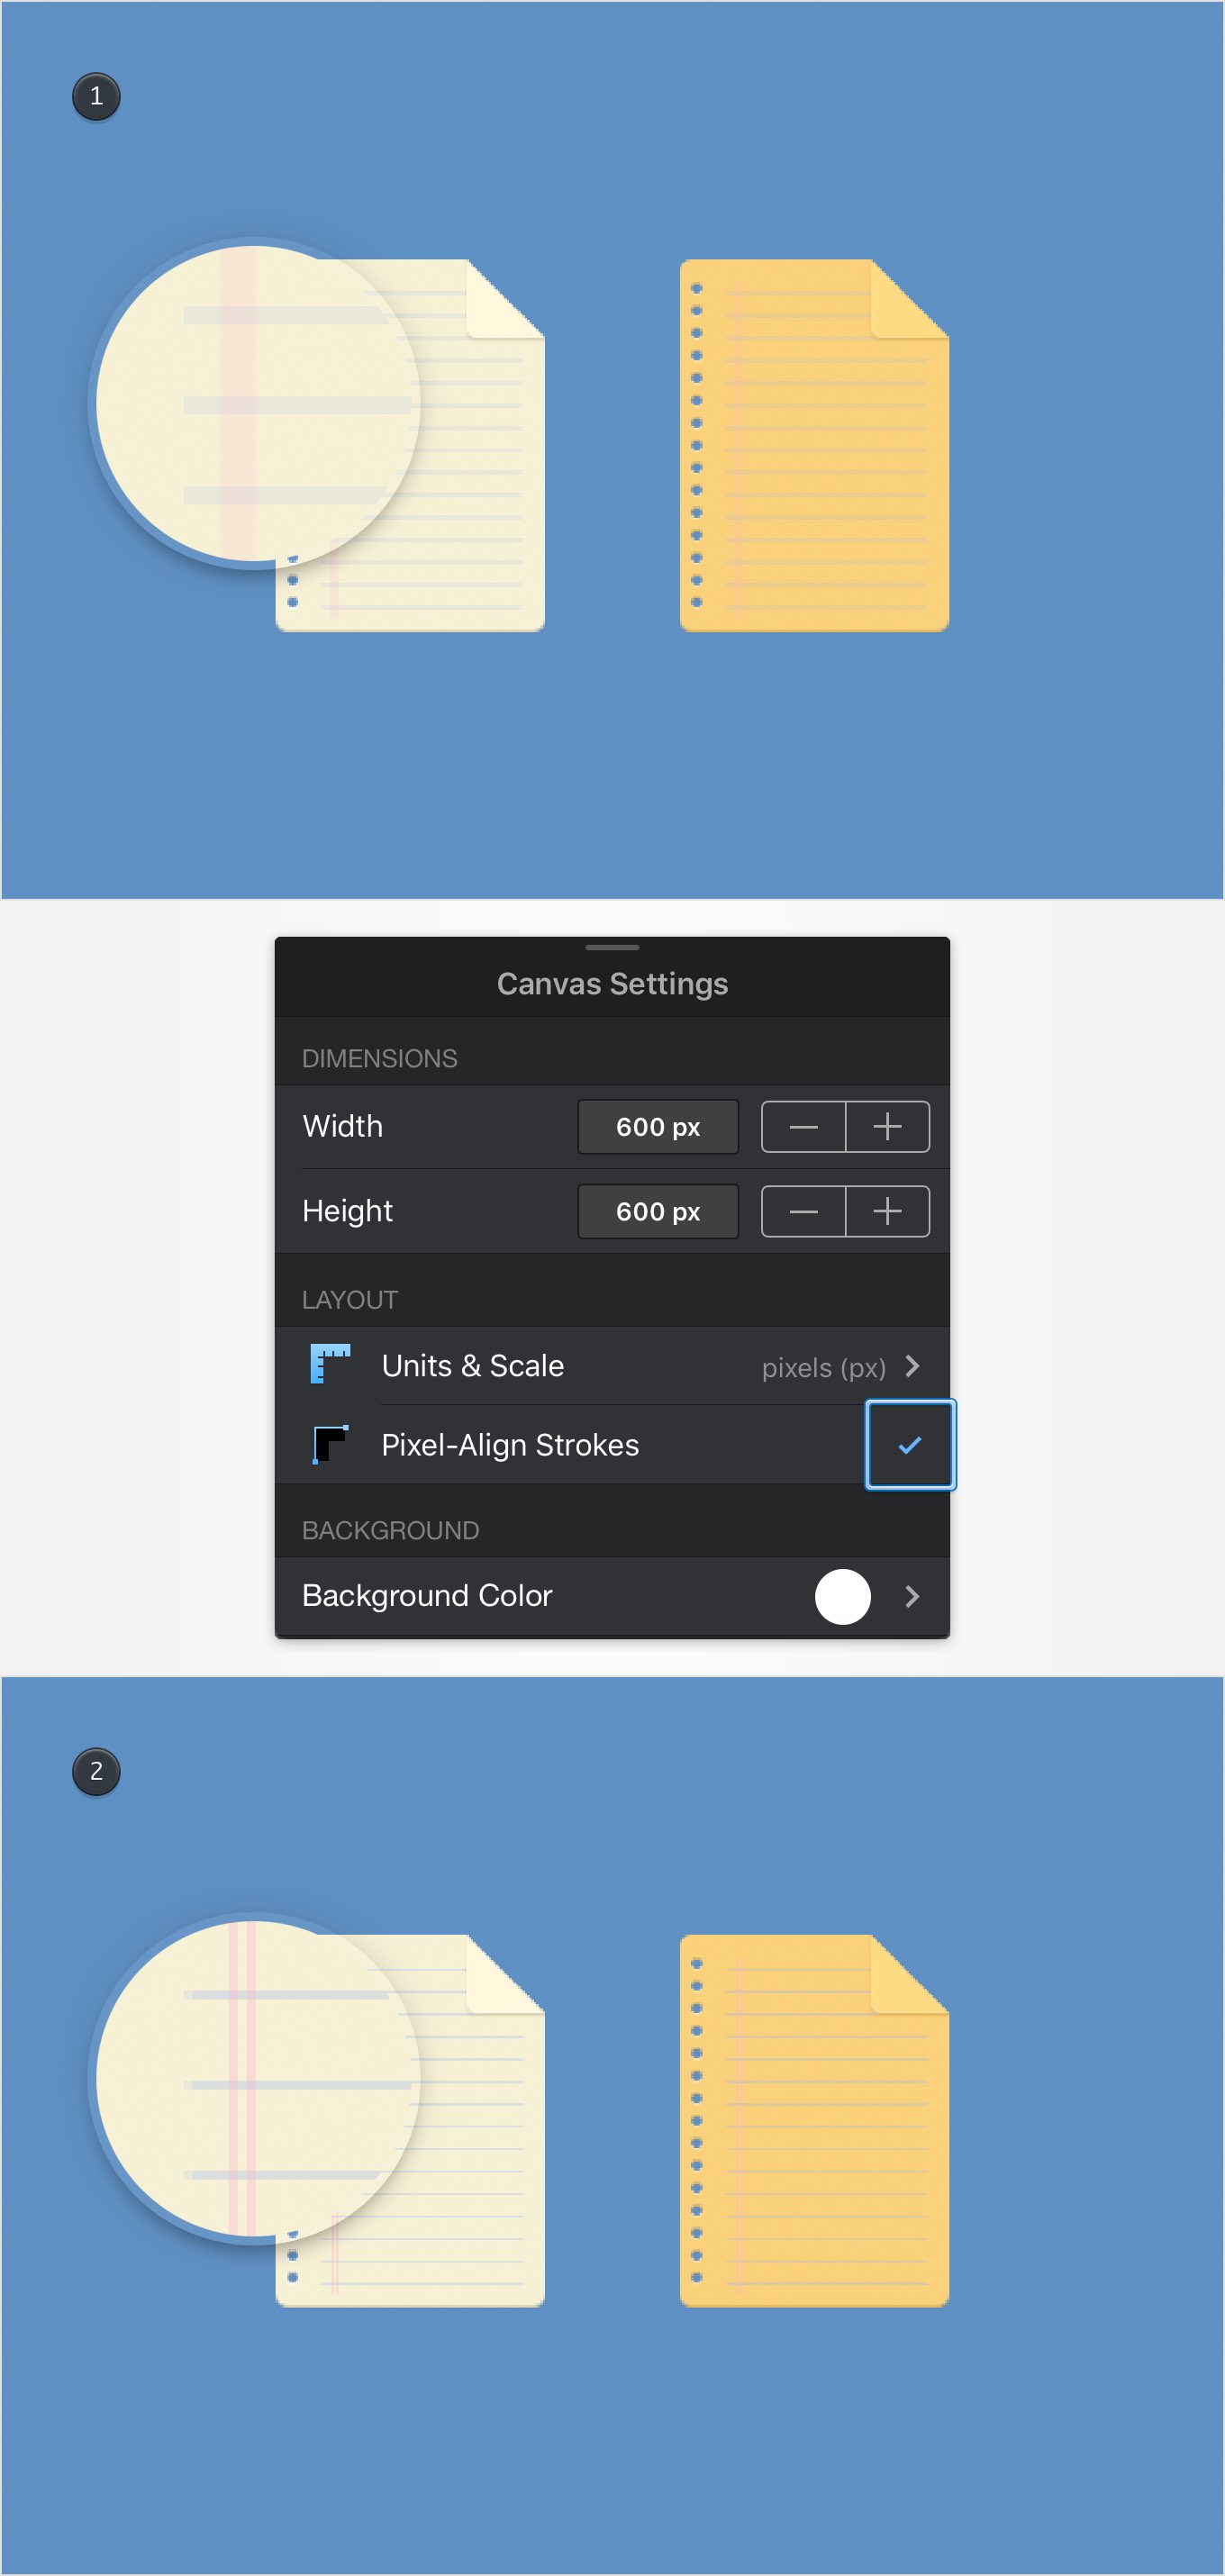 1
Canvas Settings
DIMENSIONS
Width 600 px
Height 600 px
LAYOUT
Units & Scale pixels (px)
Pixel-Align Strokes
BACKGROUND
Background Color
2